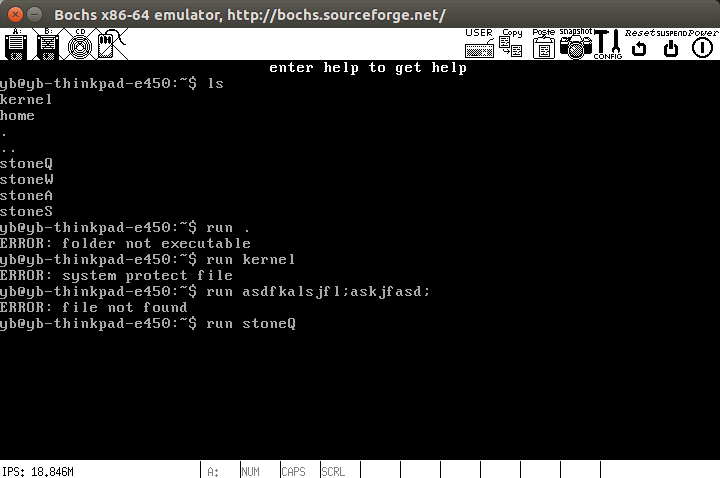 Bochs x86-64 emulator, http://bochs.sourceforge.net/
A: B: CD USER Copy Paste snapshot CONFIG Reset SUSPEND Power
enter help to get help
yb@yb-thinkpad-e450:~$ ls
kernel
home
.
..
stoneQ
stoneW
stoneA
stoneS
yb@yb-thinkpad-e450:~$ run .
ERROR: folder not executable
yb@yb-thinkpad-e450:~$ run kernel
ERROR: system protect file
yb@yb-thinkpad-e450:~$ run asdfkalsjfl;askjfasd;
ERROR: file not found
yb@yb-thinkpad-e450:~$ run stoneQ
IPS: 18.846M A: NUM CAPS SCRL